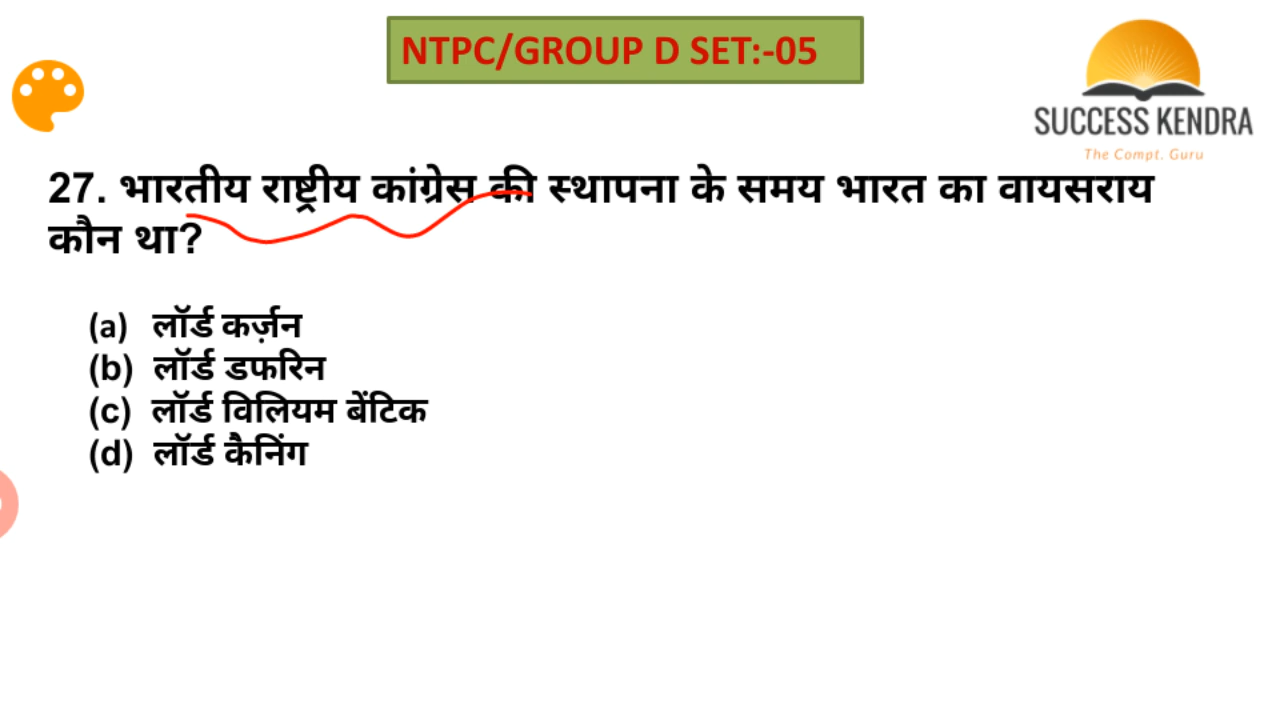 NTPC/GROUP D SET:-05
SUCCESS KENDRA
The Compt. Guru
27. भारतीय राष्ट्रीय कांग्रेस की स्थापना के समय भारत का वायसराय
कौन था?
(a) लॉर्ड कर्ज़न
(b) लॉर्ड डफरिन
(c) लॉर्ड विलियम बेंटिक
(d) लॉर्ड कैनिंग